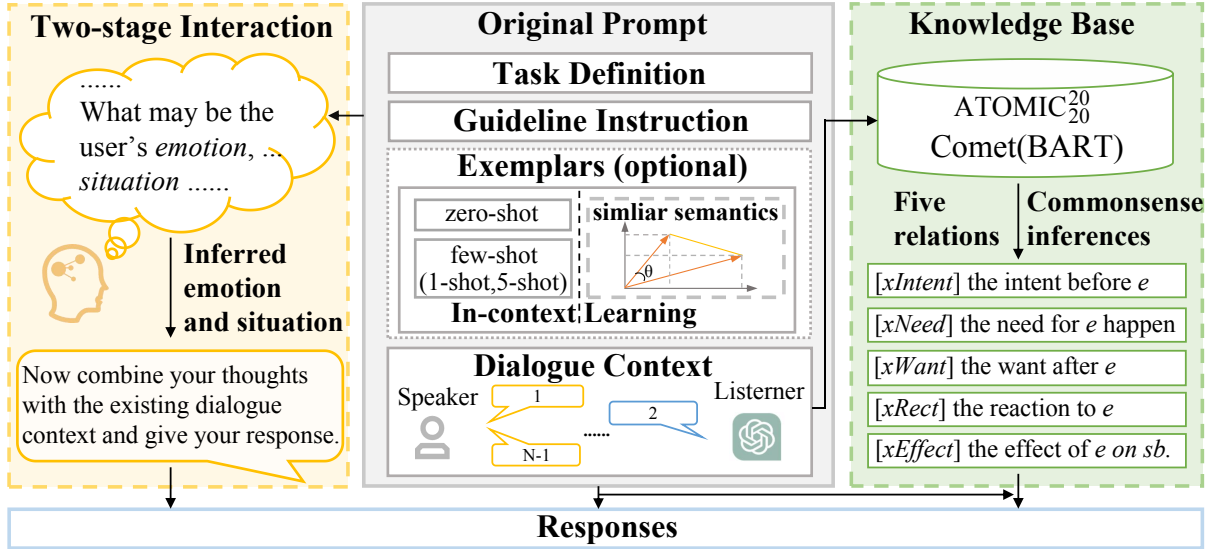 Two-stage Interaction
......
What may be the
user's emotion, ...
situation ......
Inferred
emotion
and situation
Now combine your thoughts
with the existing dialogue
context and give your response.
Original Prompt
Task Definition
Guideline Instruction
Exemplars (optional)
zero-shot
few-shot
(1-shot,5-shot)
simliar semantics
θ
In-context Learning
Dialogue Context
Speaker
Listerner
1
2
......
N-1
Knowledge Base
ATOMIC20 20
Comet(BART)
Five
relations
Commonsense
inferences
[xIntent] the intent before e
[xNeed] the need for e happen
[xWant] the want after e
[xRect] the reaction to e
[xEffect] the effect of e on sb.
Responses